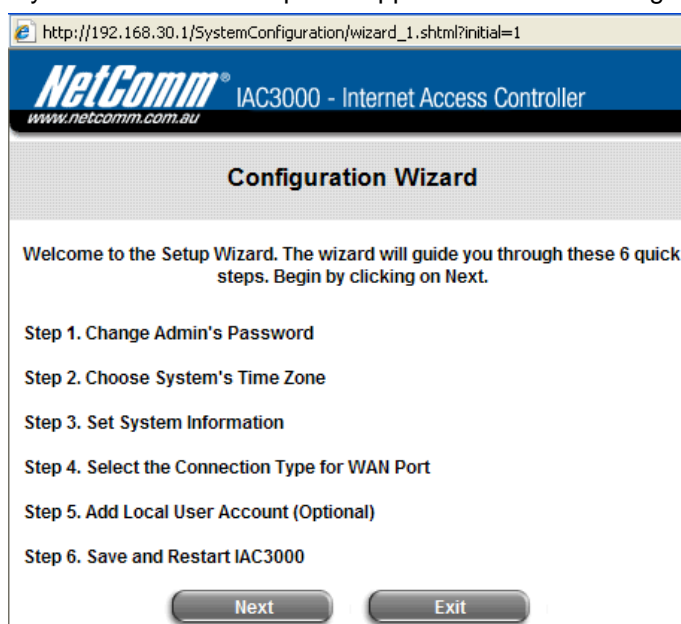 http://192.168.30.1/SystemConfiguration/wizard_1.shtml?initial=1
NetComm® IAC3000 - Internet Access Controller
www.netcomm.com.au
Configuration Wizard
Welcome to the Setup Wizard. The wizard will guide you through these 6 quick
steps. Begin by clicking on Next.
Step 1. Change Admin's Password
Step 2. Choose System's Time Zone
Step 3. Set System Information
Step 4. Select the Connection Type for WAN Port
Step 5. Add Local User Account (Optional)
Step 6. Save and Restart IAC3000
Next Exit